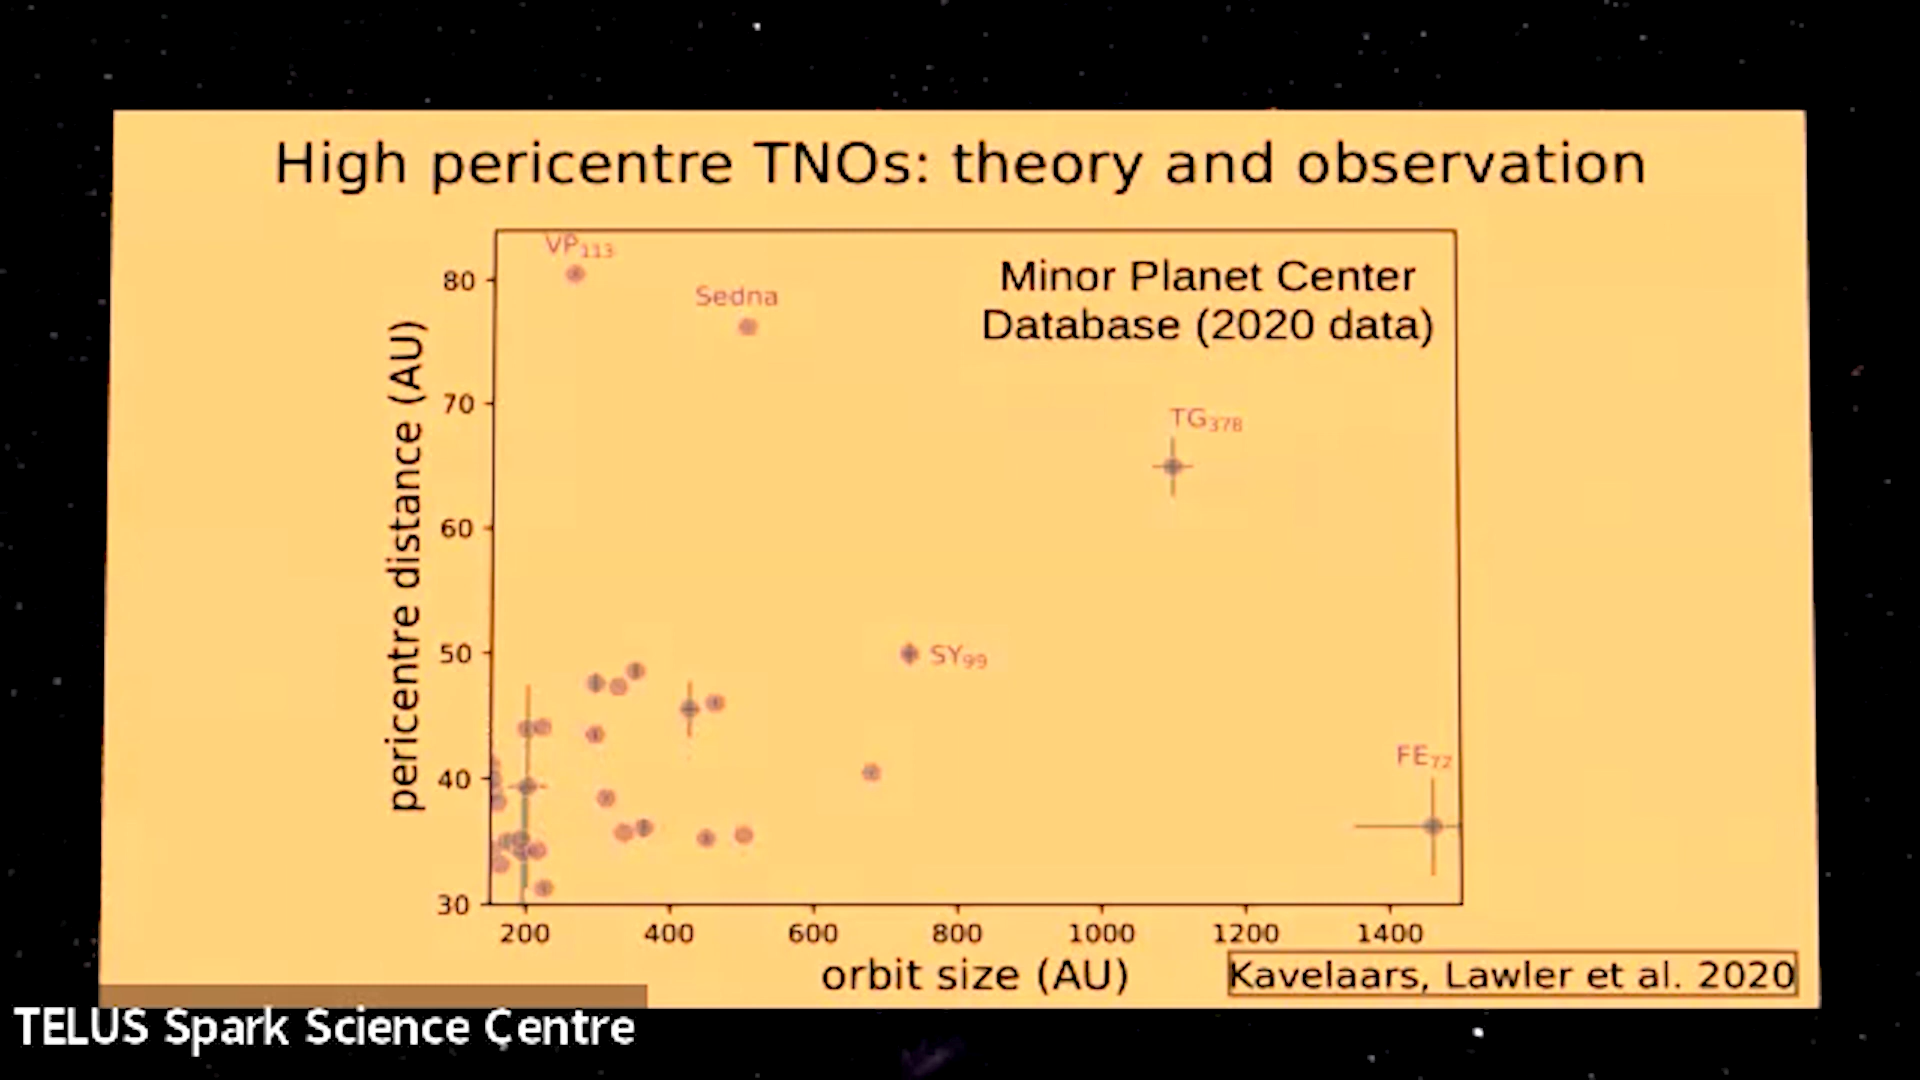 High pericentre TNOs: theory and observation
VP₁₁₃
Sedna
Minor Planet Center
Database (2020 data)
TG₃₇₈
SY₉₉
FE₇₂
pericentre distance (AU)
80
70
60
50
40
30
200 400 600 800 1000 1200 1400
orbit size (AU)
Kavelaars, Lawler et al. 2020
TELUS Spark Science Centre